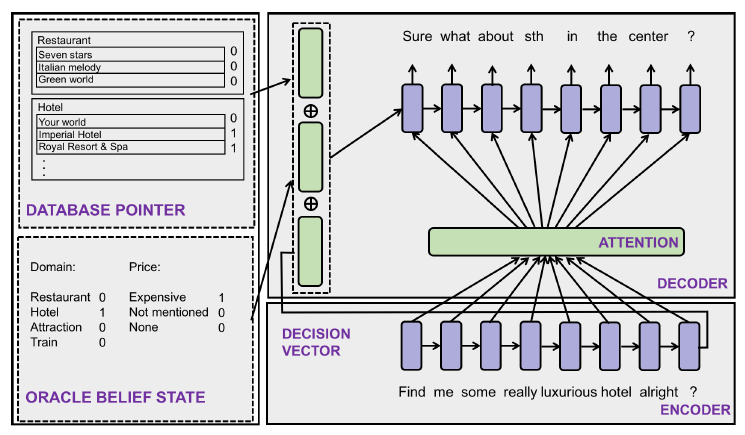 Restaurant
Seven stars 0
Italian melody 0
Green world 0
Hotel
Your world 0
Imperial Hotel 1
Royal Resort & Spa 1
DATABASE POINTER
Domain: Price:
Restaurant 0 Expensive 1
Hotel 1 Not mentioned 0
Attraction 0 None 0
Train 0
ORACLE BELIEF STATE
DECISION
VECTOR
Sure what about sth in the center ?
ATTENTION
DECODER
Find me some really luxurious hotel alright ?
ENCODER